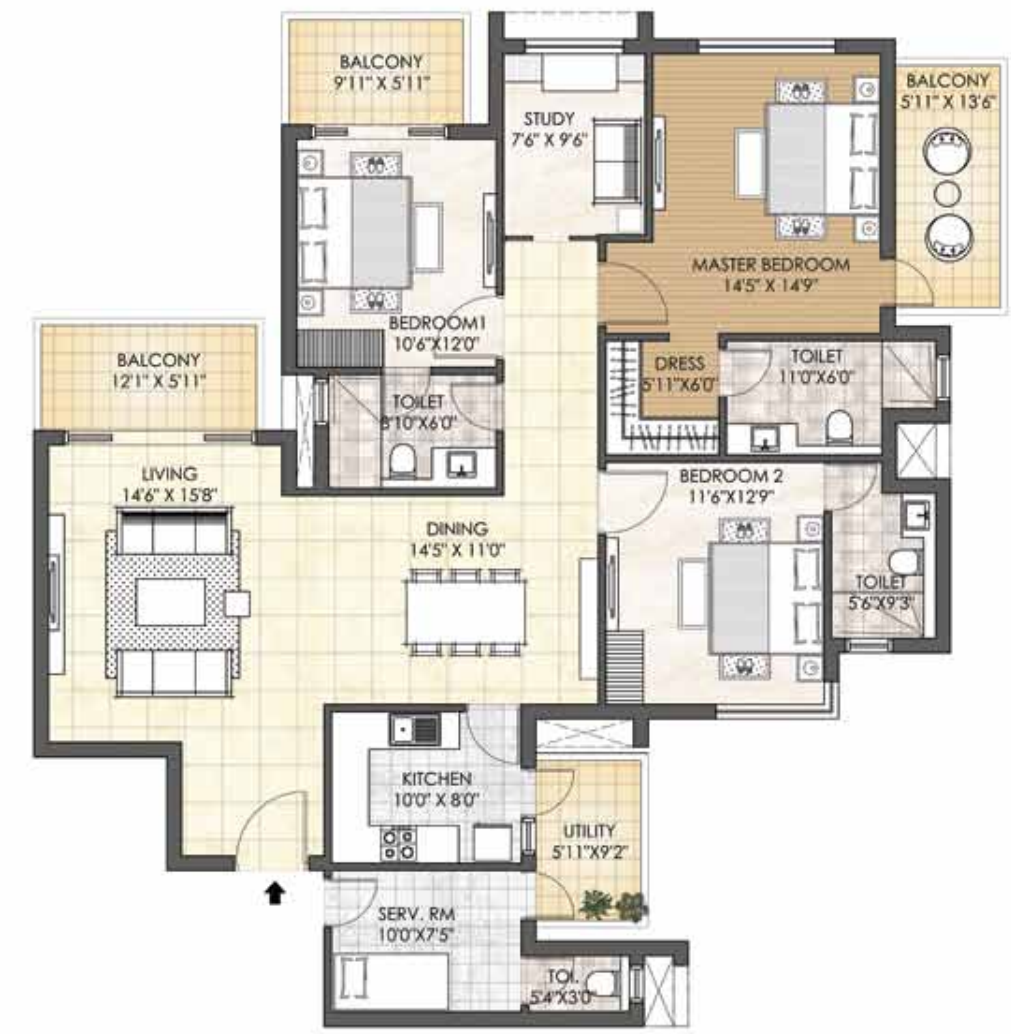 BALCONY
9'11" X 5'11"
STUDY
7'6" X 9'6"
BALCONY
5'11" X 13'6"
MASTER BEDROOM
14'5" X 14'9"
BEDROOM1
10'6"X12'0"
BALCONY
12'1" X 5'11"
DRESS
5'11"X6'0"
TOILET
11'0"X6'0"
TOILET
8'10"X6'0"
LIVING
14'6" X 15'8"
BEDROOM 2
11'6"X12'9"
DINING
14'5" X 11'0"
TOILET
5'6"X9'3"
KITCHEN
10'0" X 8'0"
UTILITY
5'11"X9'2"
SERV. RM
10'0"X7'5"
TOI.
5'4"X3'0"